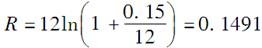 R = 12ln(1 + 0.15/12) = 0.1491